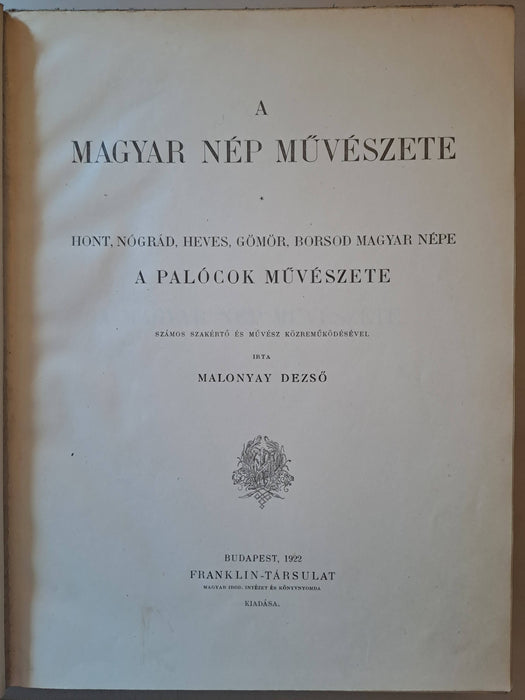 A
MAGYAR NÉP MŰVÉSZETE
HONT, NÓGRÁD, HEVES, GÖMÖR, BORSOD MAGYAR NÉPE
A PALÓCOK MŰVÉSZETE
SZÁMOS SZAKÉRTŐ ÉS MŰVÉSZ KÖZREMŰKÖDÉSÉVEL
IRTA
MALONYAY DEZSŐ
BUDAPEST, 1922
FRANKLIN-TÁRSULAT
MAGYAR IROD. INTÉZET ÉS KÖNYVNYOMDA
KIADÁSA.